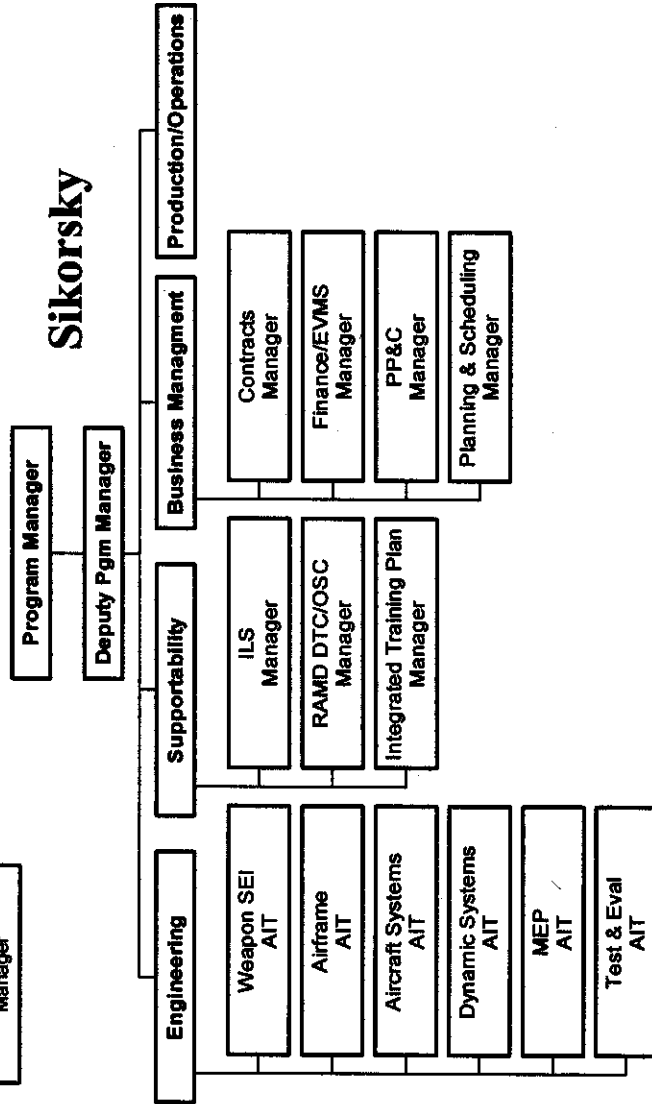 Manager
Sikorsky
Program Manager
Deputy Pgm Manager
Engineering
Supportability
Business Managment
Production/Operations
Weapon SEI
AIT
Airframe
AIT
Aircraft Systems
AIT
Dynamic Systems
AIT
MEP
AIT
Test & Eval
AIT
ILS
Manager
RAMD DTC/OSC
Manager
Integrated Training Plan
Manager
Contracts
Manager
Finance/EVMS
Manager
PP&C
Manager
Planning & Scheduling
Manager